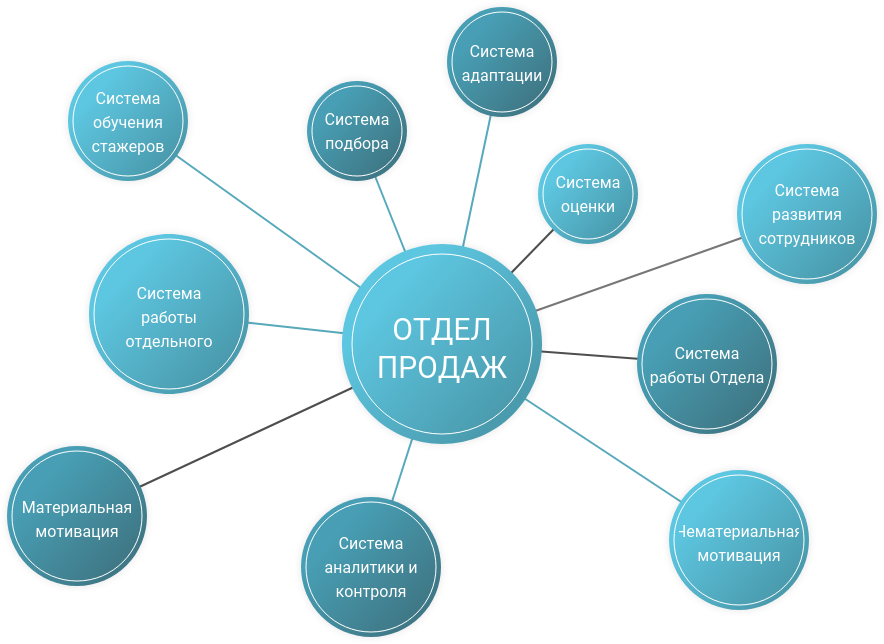 Система
адаптации
Система
обучения
стажеров
Система
подбора
Система
оценки
Система
развития
сотрудников
Система
работы
отдельного
ОТДЕЛ
ПРОДАЖ
Система
работы Отдела
Материальная
мотивация
Система
аналитики и
контроля
Нематериальная
мотивация